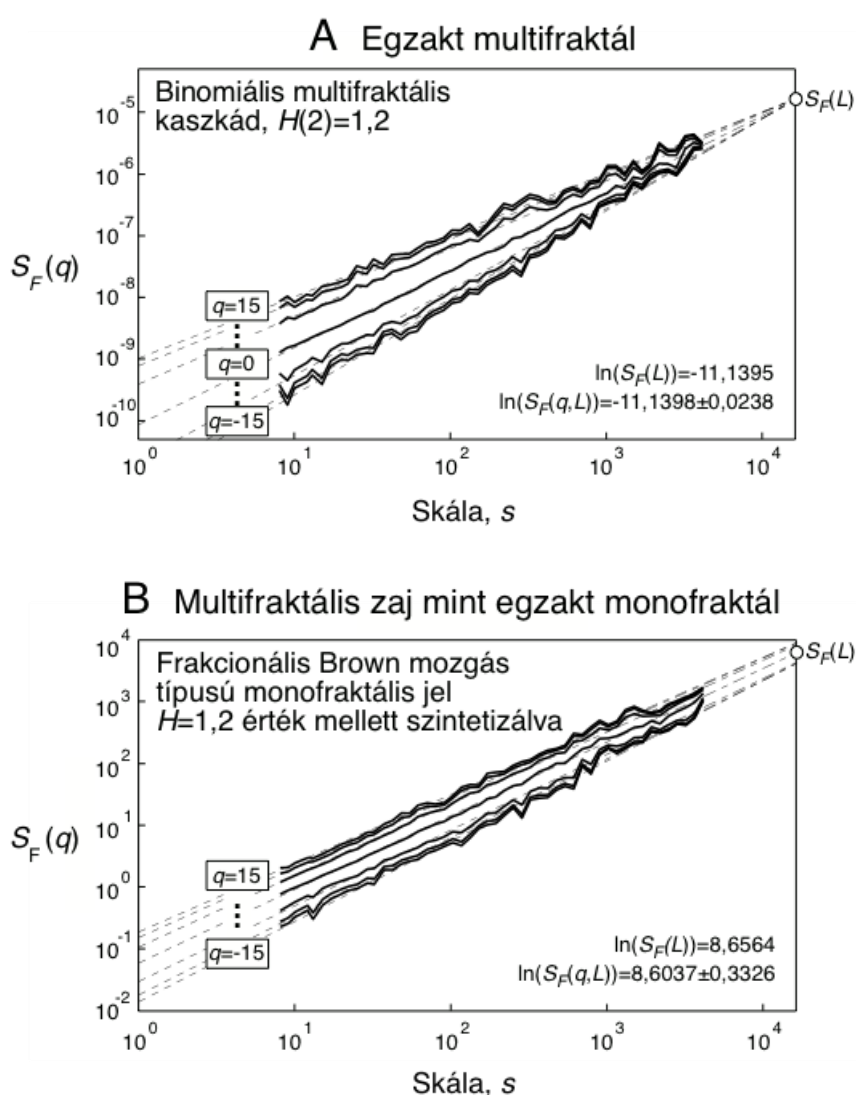 A Egzakt multifraktál
Binomiális multifraktális
kaszkád, H(2)=1,2
S_F(L)
10^-5
10^-6
10^-7
S_F(q)
10^-8
10^-9
10^-10
q=15
q=0
q=-15
ln(S_F(L))=-11,1395
ln(S_F(q,L))=-11,1398±0,0238
10^0 10^1 10^2 10^3 10^4
Skála, s
B Multifraktális zaj mint egzakt monofraktál
Frakcionális Brown mozgás
típusú monofraktális jel
H=1,2 érték mellett szintetizálva
S_F(L)
10^4
10^3
10^2
10^1
S_F(q)
10^0
10^-1
10^-2
q=15
q=-15
ln(S_F(L))=8,6564
ln(S_F(q,L))=8,6037±0,3326
10^0 10^1 10^2 10^3 10^4
Skála, s